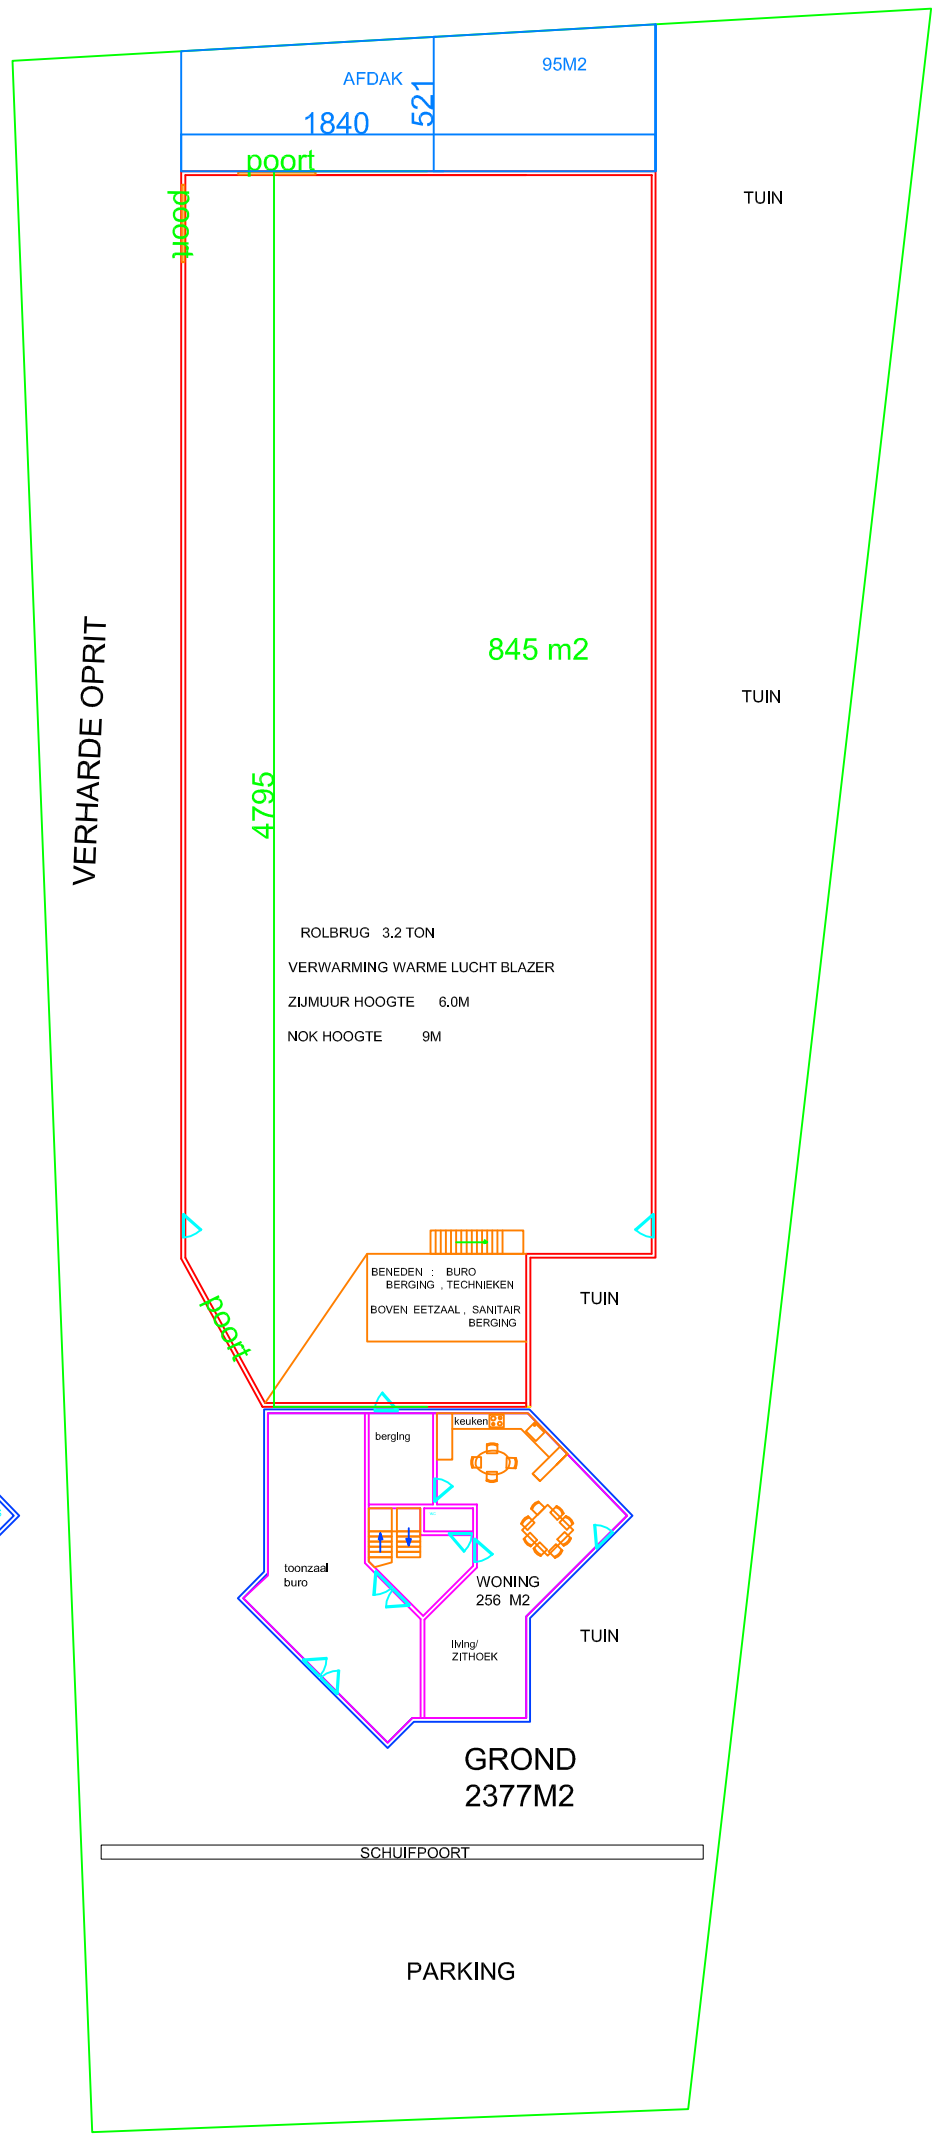 AFDAK
95M2
521
1840
poort
poort
TUIN
845 m2
VERHARDE OPRIT
TUIN
4795
ROLBRUG 3.2 TON
VERWARMING WARME LUCHT BLAZER
ZIJMUUR HOOGTE 6.0M
NOK HOOGTE 9M
BENEDEN : BURO
BERGING , TECHNIEKEN
BOVEN EETZAAL , SANITAIR
BERGING
TUIN
poort
keuken
berging
toonzaal
buro
WONING
256 M2
living/
ZITHOEK
TUIN
GROND
2377M2
SCHUIFPOORT
PARKING